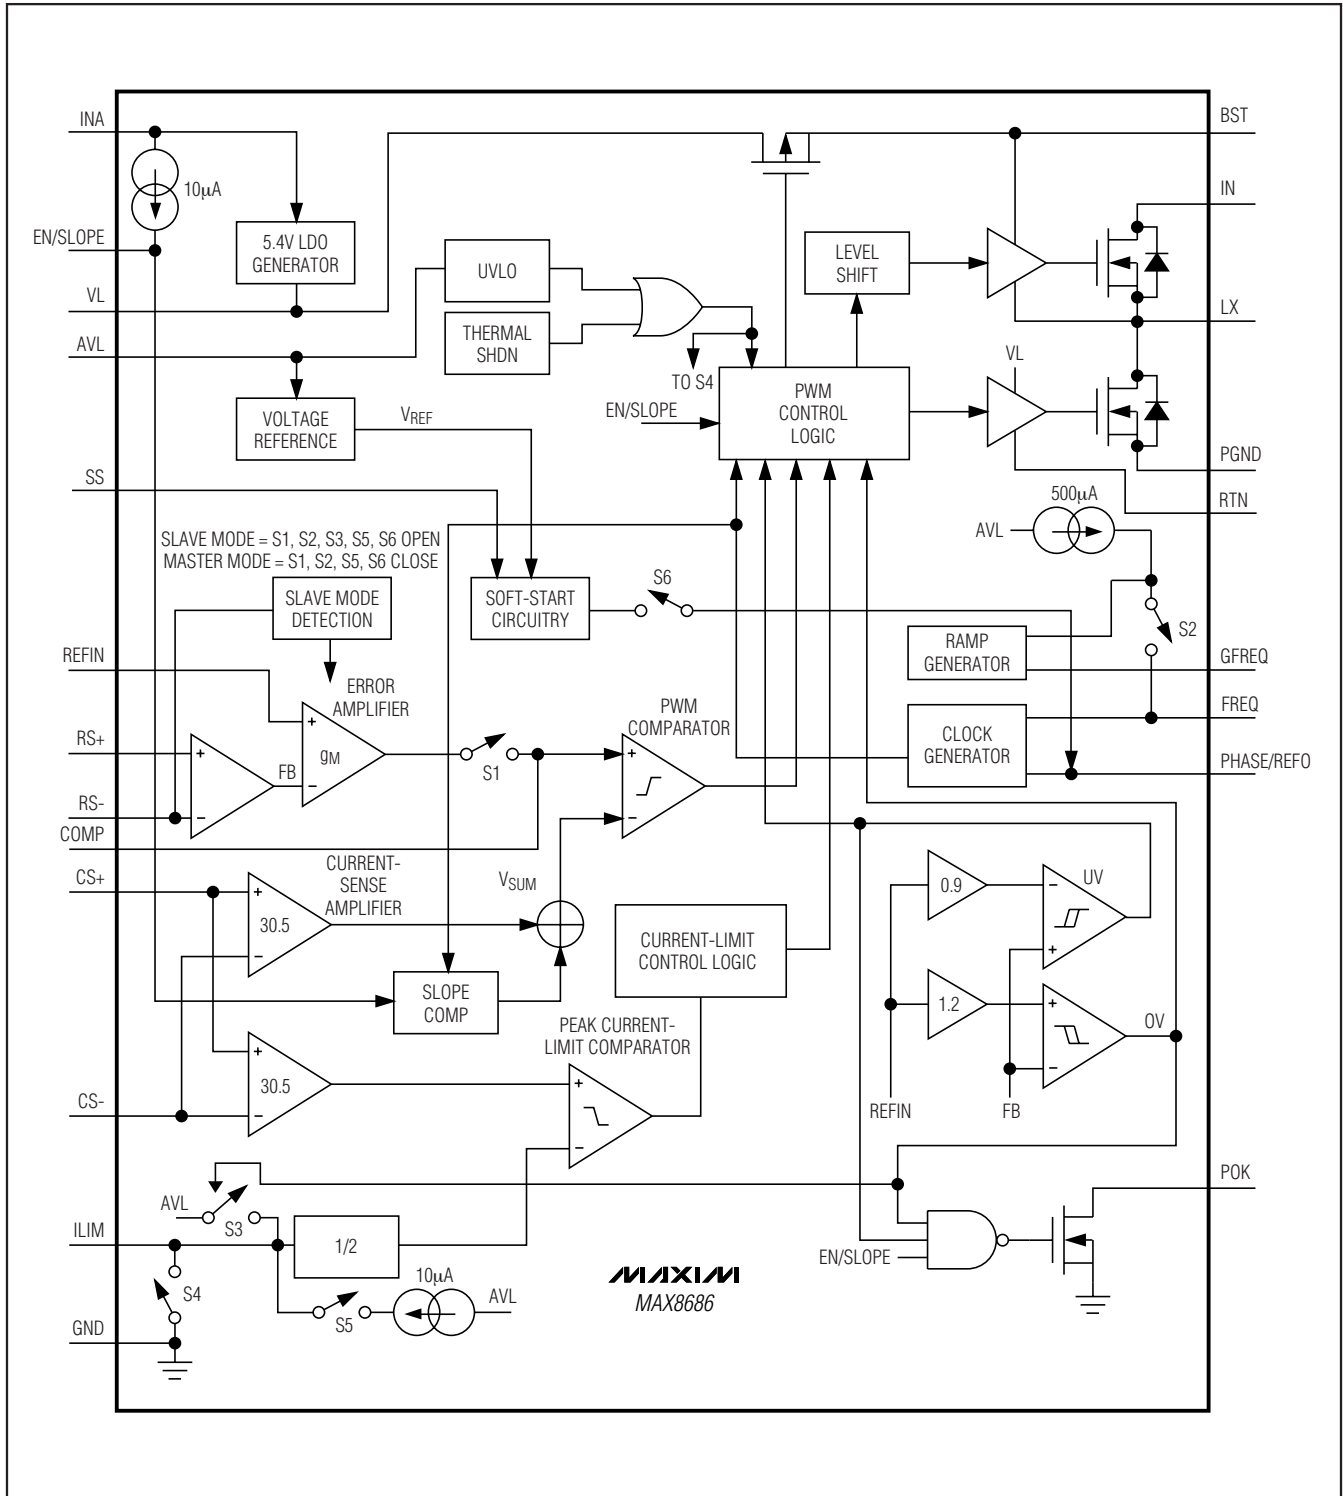 INA
BST
10µA
IN
EN/SLOPE
5.4V LDO
GENERATOR
UVLO
LEVEL
SHIFT
VL
LX
THERMAL
SHDN
AVL
TO S4
VL
VOLTAGE
REFERENCE
VREF
EN/SLOPE
PWM
CONTROL
LOGIC
PGND
SS
500µA
RTN
AVL
SLAVE MODE = S1, S2, S3, S5, S6 OPEN
MASTER MODE = S1, S2, S5, S6 CLOSE
SLAVE MODE
DETECTION
SOFT-START
CIRCUITRY
S6
S2
RAMP
GENERATOR
REFIN
GFREQ
ERROR
AMPLIFIER
+
gM
−
PWM
COMPARATOR
+
−
FREQ
CLOCK
GENERATOR
RS+
+
FB
S1
PHASE/REFO
RS-
−
COMP
CURRENT-
SENSE
AMPLIFIER
CS+
+
30.5
−
VSUM
0.9
−
UV
+
CURRENT-LIMIT
CONTROL LOGIC
SLOPE
COMP
1.2
+
OV
−
PEAK CURRENT-
LIMIT COMPARATOR
+
30.5
−
+
−
CS-
REFIN
FB
POK
AVL
S3
ILIM
1/2
EN/SLOPE
S4
10µA
AVL
S5
GND
MAXIM
MAX8686